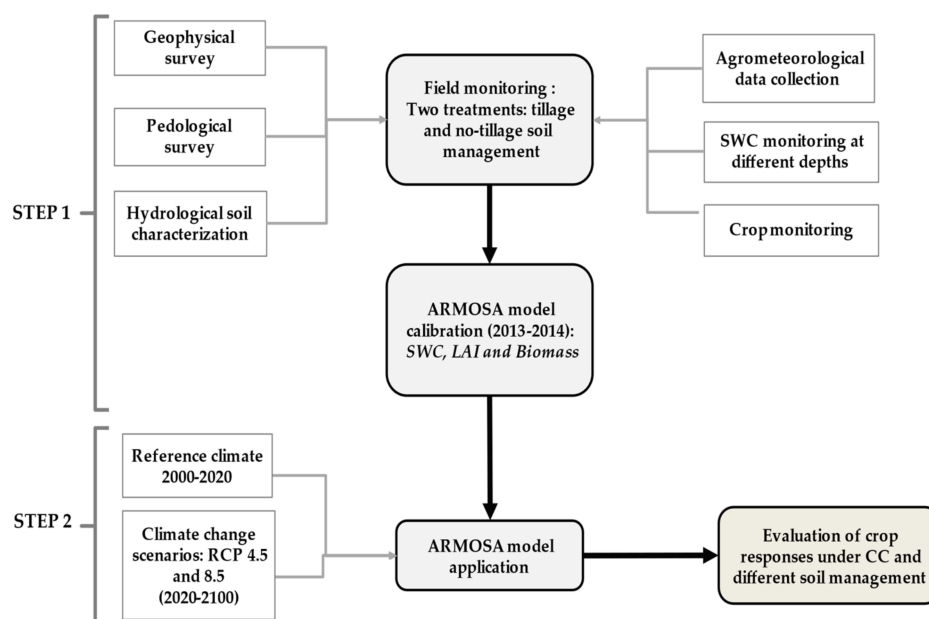 STEP 1
Geophysical
survey
Pedological
survey
Hydrological soil
characterization
Field monitoring :
Two treatments: tillage
and no-tillage soil
management
Agrometeorological
data collection
SWC monitoring at
different depths
Crop monitoring
ARMOSA model
calibration (2013-2014):
SWC, LAI and Biomass
STEP 2
Reference climate
2000-2020
Climate change
scenarios: RCP 4.5
and 8.5
(2020-2100)
ARMOSA model
application
Evaluation of crop
responses under CC and
different soil management